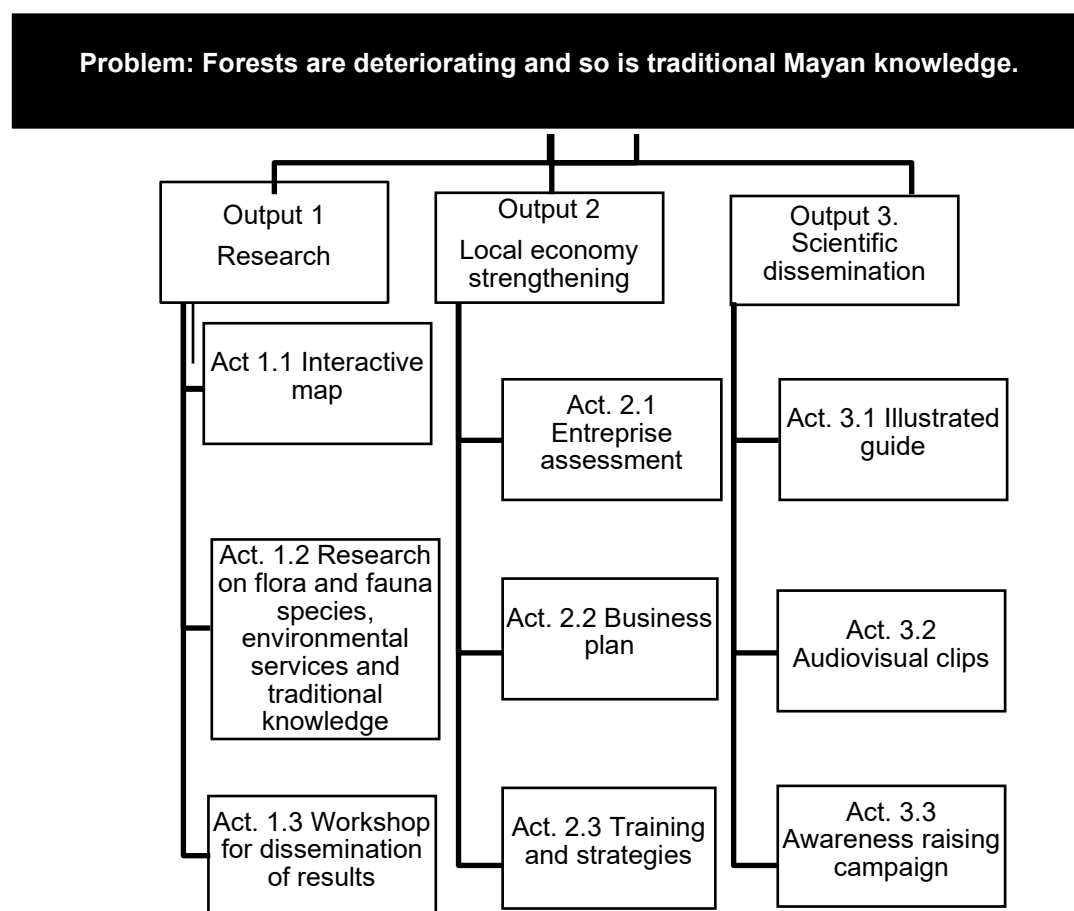 Problem: Forests are deteriorating and so is traditional Mayan knowledge.
Output 1
Research
Act 1.1 Interactive
map
Act. 1.2 Research
on flora and fauna
species,
environmental
services and
traditional
knowledge
Act. 1.3 Workshop
for dissemination
of results
Output 2
Local economy
strengthening
Act. 2.1
Entreprise
assessment
Act. 2.2 Business
plan
Act. 2.3 Training
and strategies
Output 3.
Scientific
dissemination
Act. 3.1 Illustrated
guide
Act. 3.2
Audiovisual clips
Act. 3.3
Awareness raising
campaign